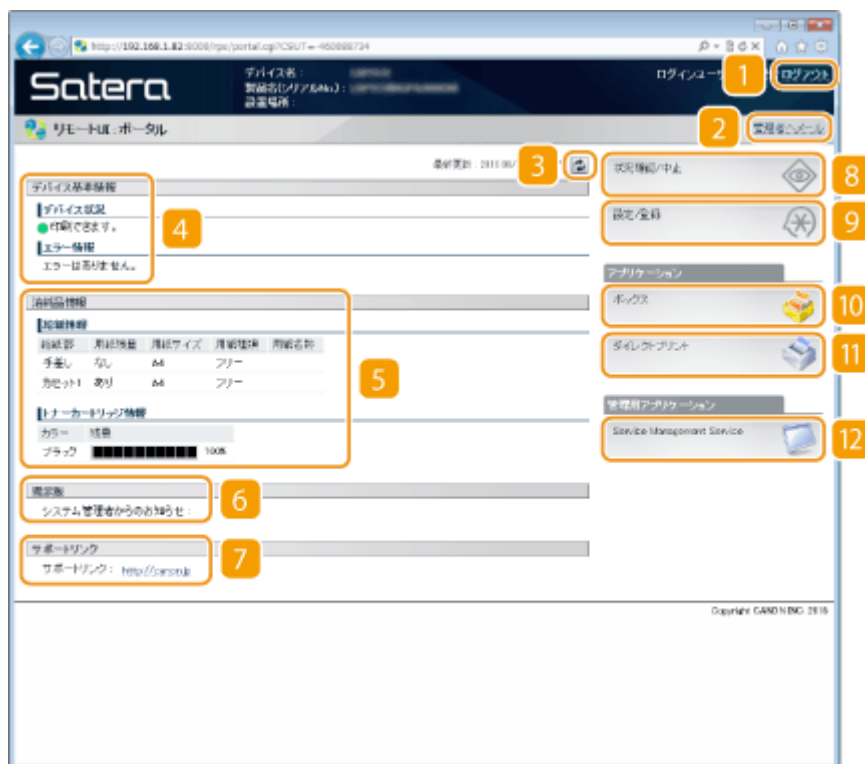 http://192.168.1.82:8000/rps/portal.cgi?CSUT=-460888724
Satera
デバイス名:
製品名(シリアルNo.):
設置場所:
ログインユーザ
1
ログアウト
リモートUI:ポータル
2
管理者へメール
最終更新:
3
デバイス基本情報
デバイス状況
印刷できます。
エラー情報
エラーはありません。
4
消耗品情報
給紙情報
給紙部 用紙残量 用紙サイズ 用紙種類 用紙名称
手差し なし A4 フリー
カセット1 あり A4 フリー
5
トナーカートリッジ情報
カラー 残量
ブラック 100%
掲示板
システム管理者からのお知らせ:
6
サポートリンク
サポートリンク:
7
状況確認/中止
8
設定/登録
9
アプリケーション
ボックス
10
ダイレクトプリント
11
管理用アプリケーション
Service Management Service
12
Copyright CANON INC. 2016